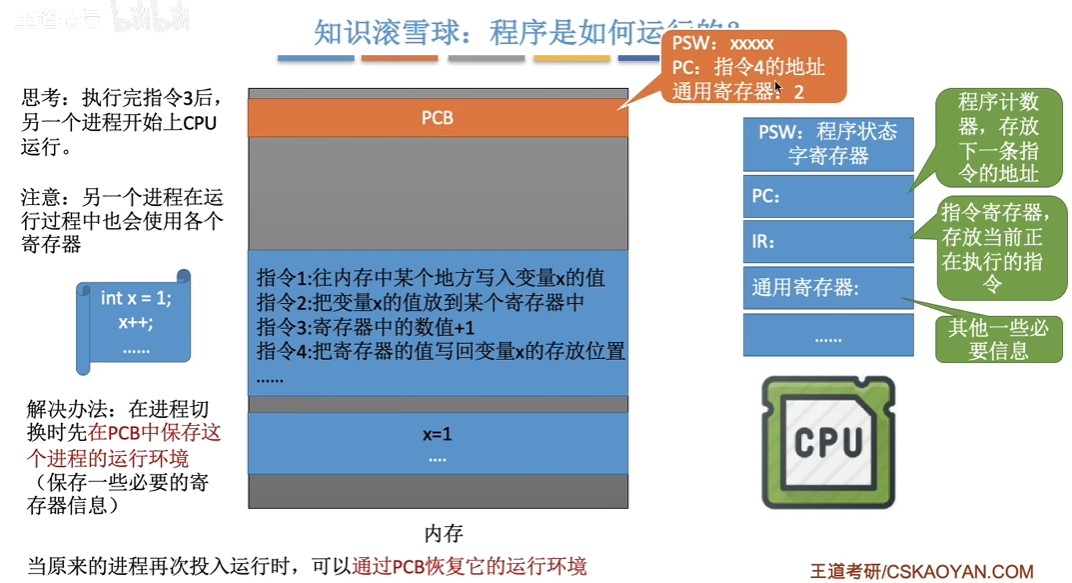 王道论坛 bilibili
知识滚雪球：程序是如何运行的？
PSW：xxxxx
PC：指令4的地址
通用寄存器：2
思考：执行完指令3后，
另一个进程开始上CPU
运行。
注意：另一个进程在运
行过程中也会使用各个
寄存器
int x = 1;
x++;
……
解决办法：在进程切
换时先在PCB中保存这
个进程的运行环境
（保存一些必要的寄
存器信息）
PCB
指令1:往内存中某个地方写入变量x的值
指令2:把变量x的值放到某个寄存器中
指令3:寄存器中的数值+1
指令4:把寄存器的值写回变量x的存放位置
……
x=1
....
内存
PSW：程序状态
字寄存器
PC：
IR：
通用寄存器:
……
程序计数
器，存放
下一条指
令的地址
指令寄存器，
存放当前正
在执行的指
令
其他一些必
要信息
CPU
当原来的进程再次投入运行时，可以通过PCB恢复它的运行环境
王道考研/CSKAOYAN.COM